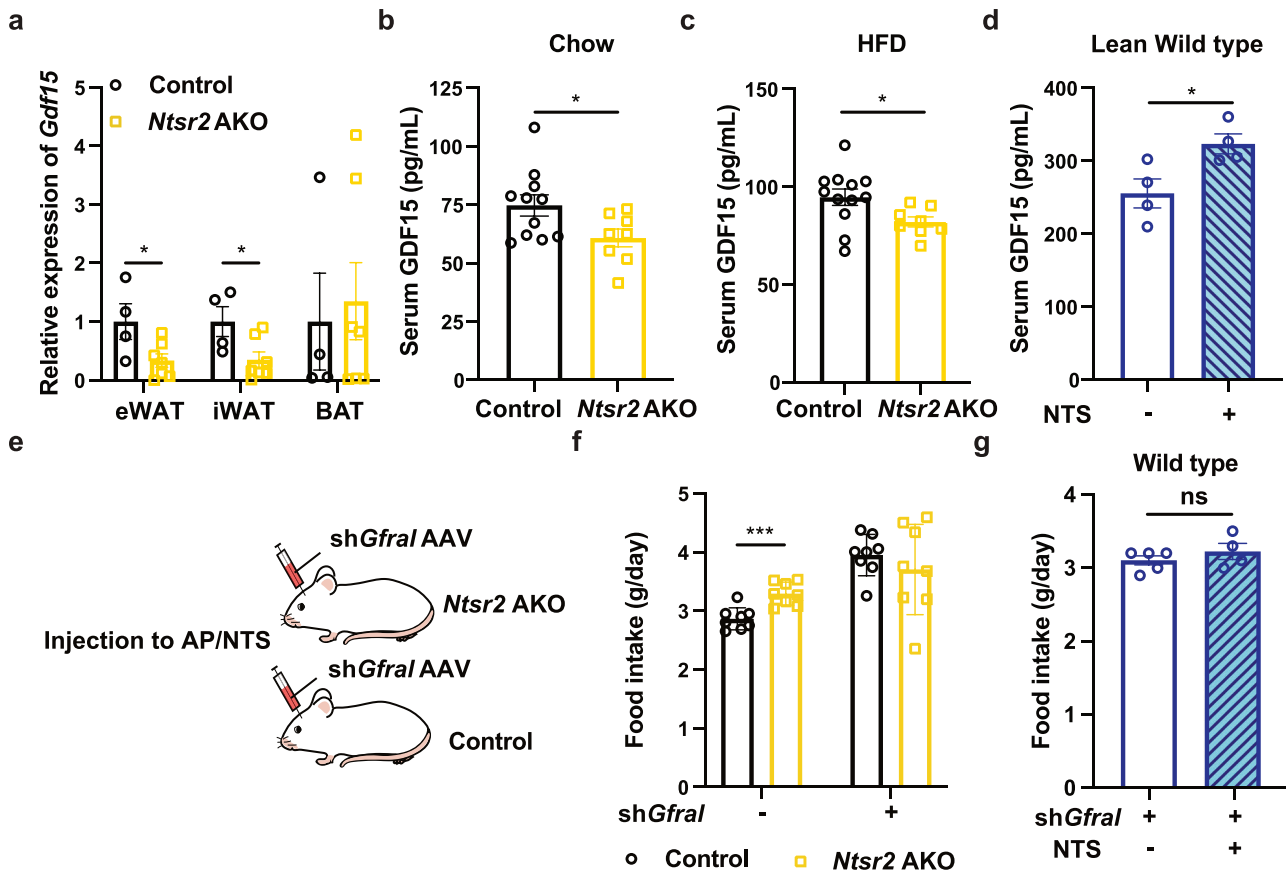 a
Relative expression of Gdf15
5
4
3
2
1
0
Control
Ntsr2 AKO
*
*
eWAT
iWAT
BAT
b
Chow
Serum GDF15 (pg/mL)
125
100
75
50
25
0
*
Control
Ntsr2 AKO
c
HFD
Serum GDF15 (pg/mL)
150
100
50
0
*
Control
Ntsr2 AKO
d
Lean Wild type
Serum GDF15 (pg/mL)
400
300
200
100
0
*
NTS
-
+
e
shGfral AAV
Ntsr2 AKO
Injection to AP/NTS
shGfral AAV
Control
f
Food intake (g/day)
5
4
3
2
1
0
***
shGfral
-
+
Control
Ntsr2 AKO
g
Wild type
Food intake (g/day)
4
3
2
1
0
ns
shGfral + +
NTS - +